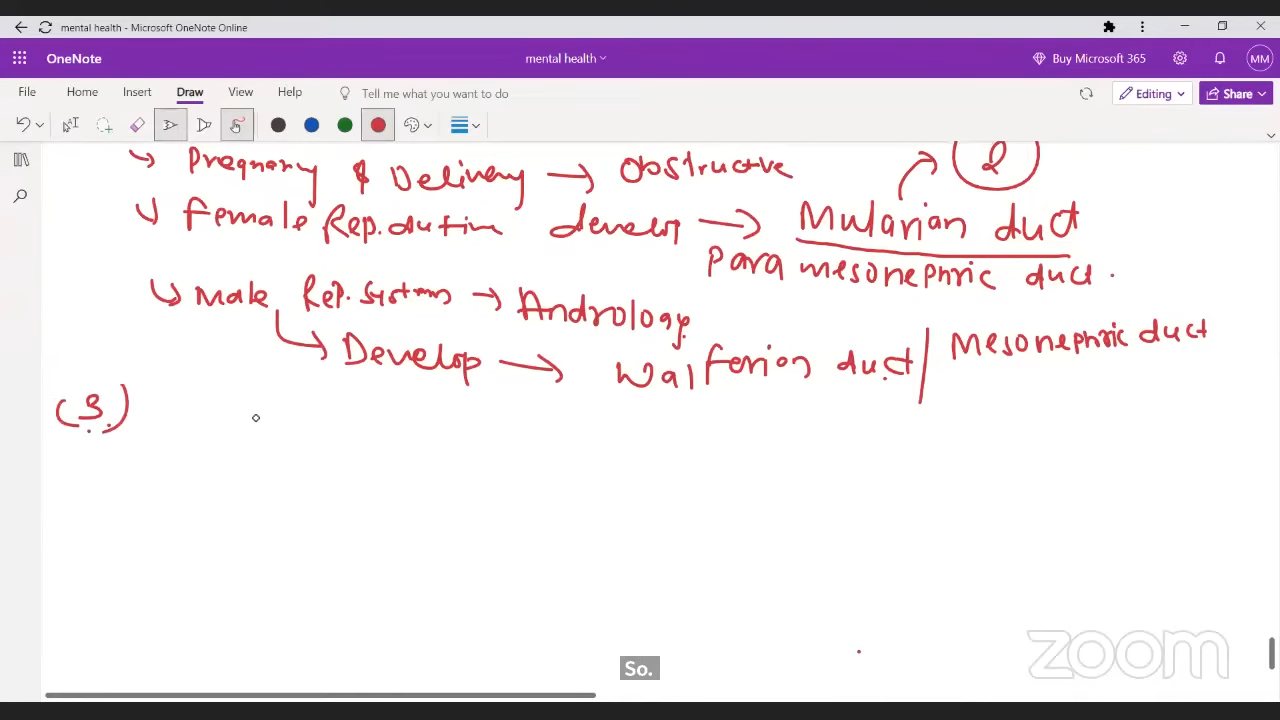 mental health - Microsoft OneNote Online
OneNote
mental health
Buy Microsoft 365
MM
File Home Insert Draw View Help Tell me what you want to do
Editing
Share
↳ Pregnancy & Delivery → Obstructive
2
↳ Female Rep.ductive develop → Mularian duct
Para mesonephric duct.
↳ Male Rep. Systems → Andrology
↳ Develop → Walferian duct / Mesonephric duct
(3)
So.
zoom